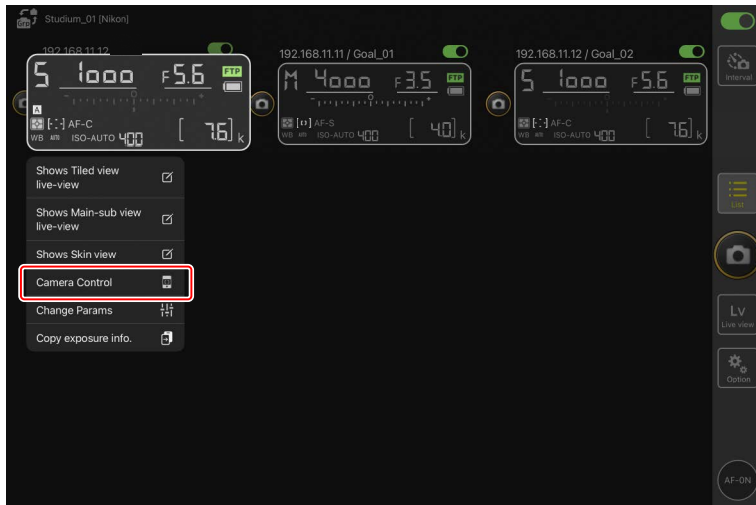 Grp
Studium_01 [Nikon]
192.168.11.12
S 1000 F5.6 FTP
A
[ ] AF-C
WB AUTO ISO-AUTO 400 [ 7.6] k
192.168.11.11 / Goal_01
M 4000 F3.5 FTP
[ ] AF-S
WB AUTO ISO-AUTO 400 [ 4.0] k
192.168.11.12 / Goal_02
S 1000 F5.6 FTP
[ ] AF-C
WB AUTO ISO-AUTO 400 [ 7.6] k
Shows Tiled view
live-view
Shows Main-sub view
live-view
Shows Skin view
Camera Control
Change Params
Copy exposure info.
Interval
List
LV
Live view
Option
AF-ON